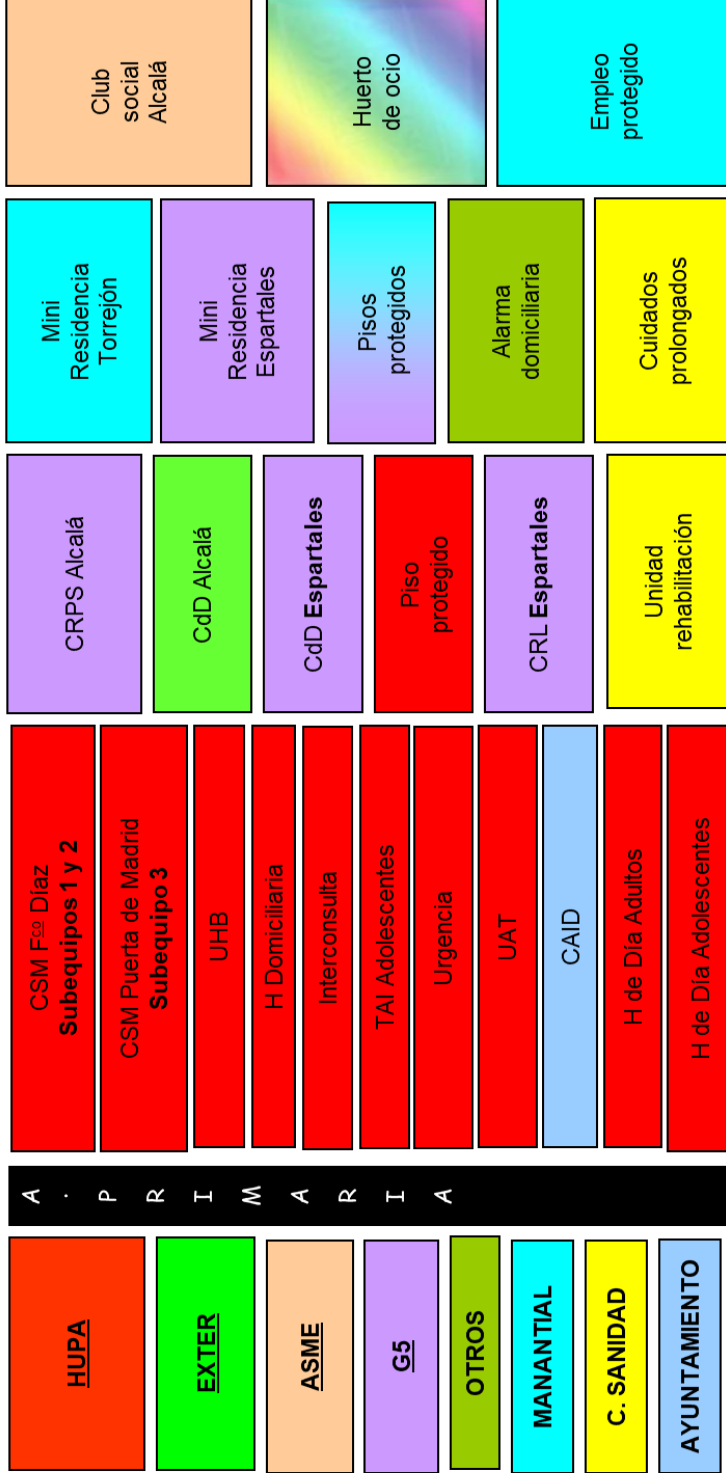 HUPA
EXTER
ASME
G5
OTROS
MANANTIAL
C. SANIDAD
AYUNTAMIENTO
A . P R I M A R I A
CSM Fco Díaz
Subequipos 1 y 2
CSM Puerta de Madrid
Subequipo 3
UHB
H Domiciliaria
Interconsulta
TAI Adolescentes
Urgencia
UAT
CAID
H de Día Adultos
H de Día Adolescentes
CRPS Alcalá
CdD Alcalá
CdD Espartales
Piso
protegido
CRL Espartales
Unidad
rehabilitación
Mini
Residencia
Torrejón
Mini
Residencia
Espartales
Pisos
protegidos
Alarma
domiciliaria
Cuidados
prolongados
Club
social
Alcalá
Huerto
de ocio
Empleo
protegido